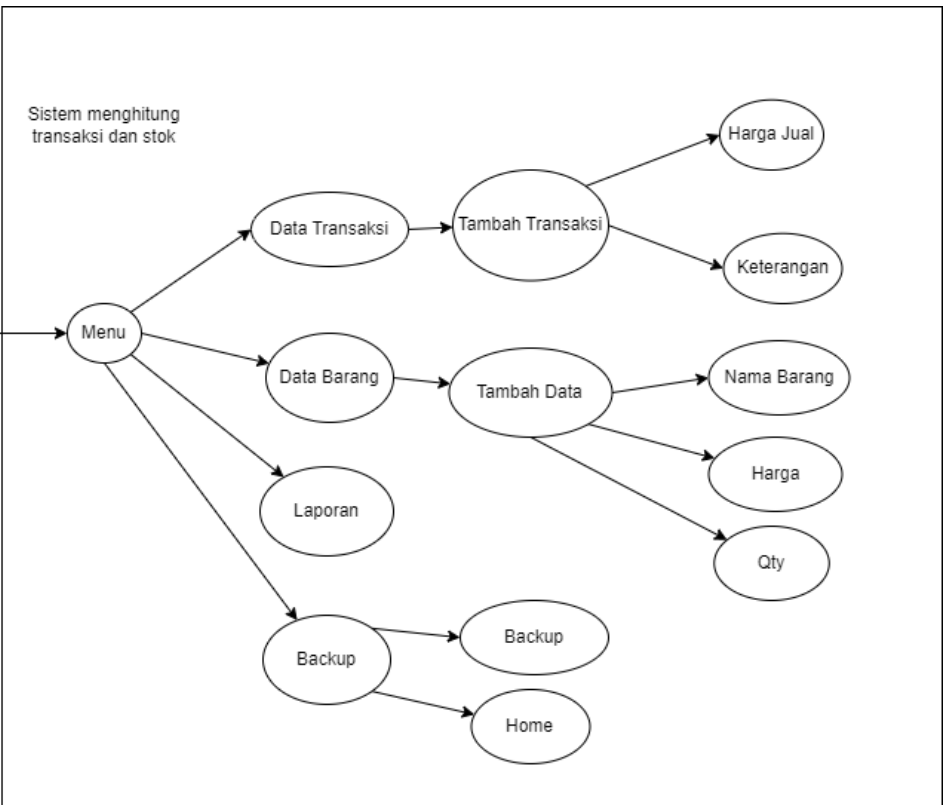 Sistem menghitung
transaksi dan stok
Harga Jual
Data Transaksi
Tambah Transaksi
Keterangan
Menu
Data Barang
Tambah Data
Nama Barang
Harga
Laporan
Qty
Backup
Backup
Home